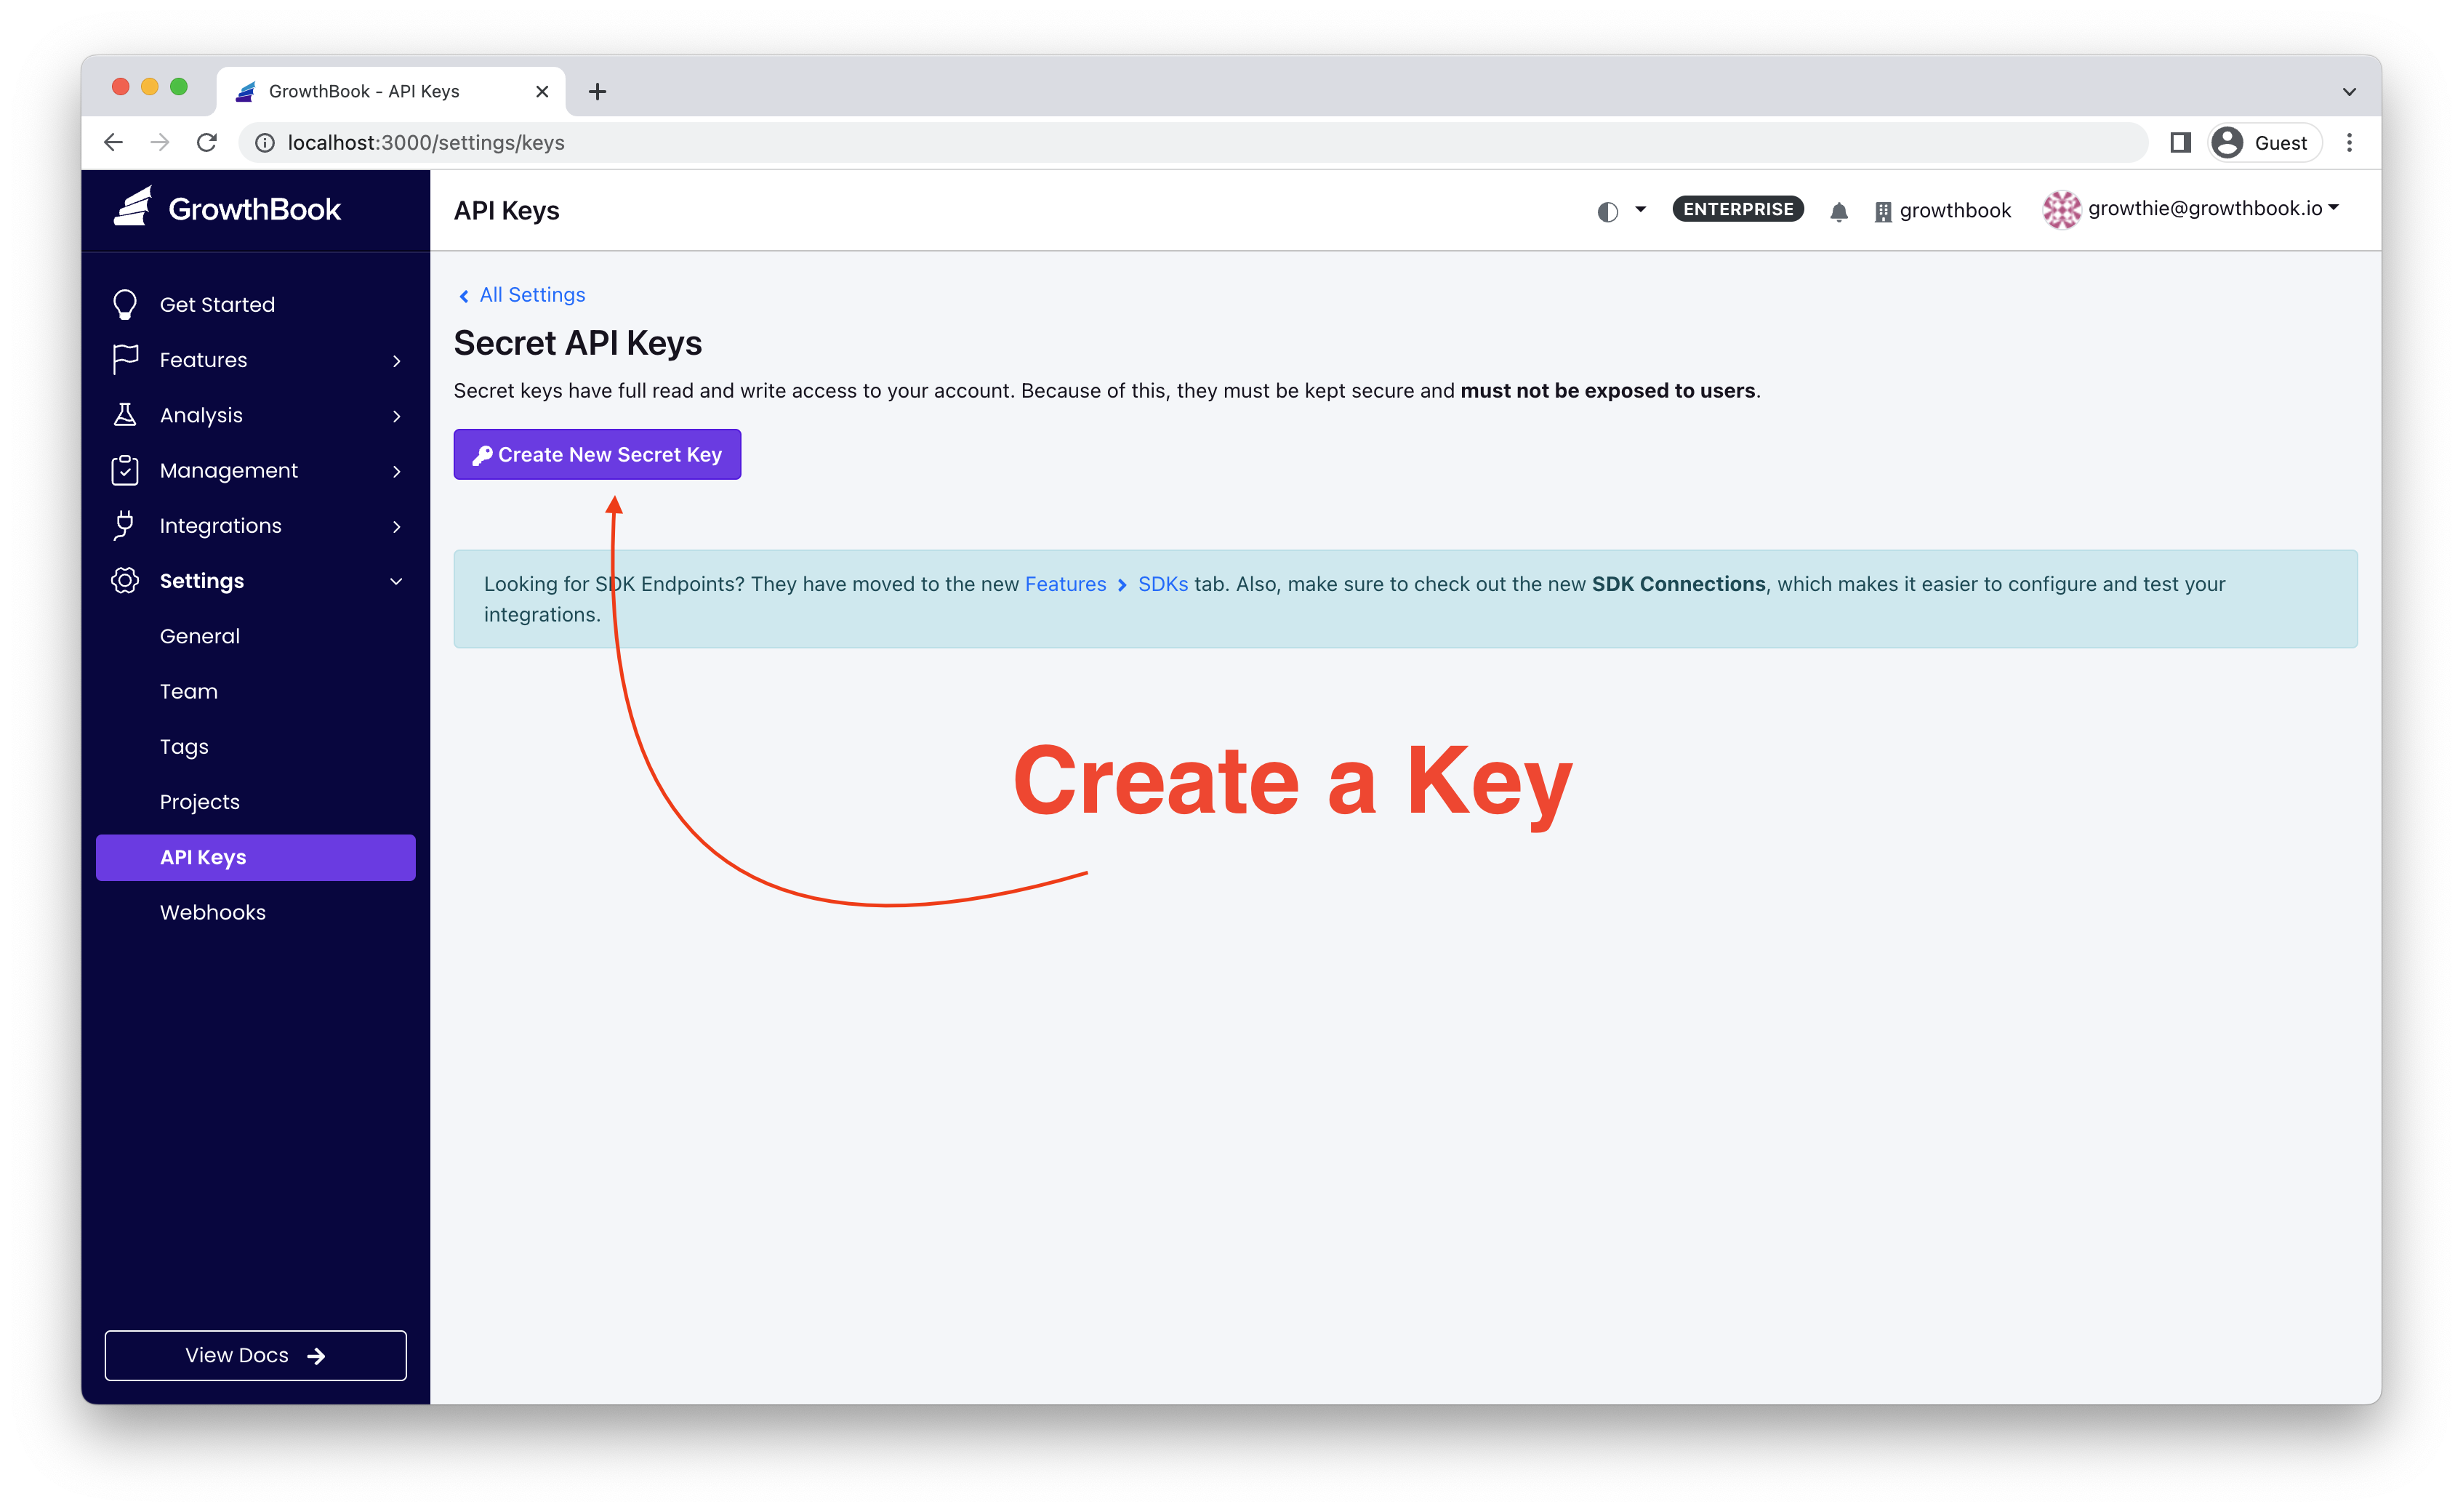 GrowthBook - API Keys
localhost:3000/settings/keys
Guest
GrowthBook
API Keys
ENTERPRISE
growthbook
growthie@growthbook.io
Get Started
Features
Analysis
Management
Integrations
Settings
General
Team
Tags
Projects
API Keys
Webhooks
View Docs
All Settings
Secret API Keys
Secret keys have full read and write access to your account. Because of this, they must be kept secure and must not be exposed to users.
Create New Secret Key
Looking for SDK Endpoints? They have moved to the new Features > SDKs tab. Also, make sure to check out the new SDK Connections, which makes it easier to configure and test your
integrations.
Create a Key